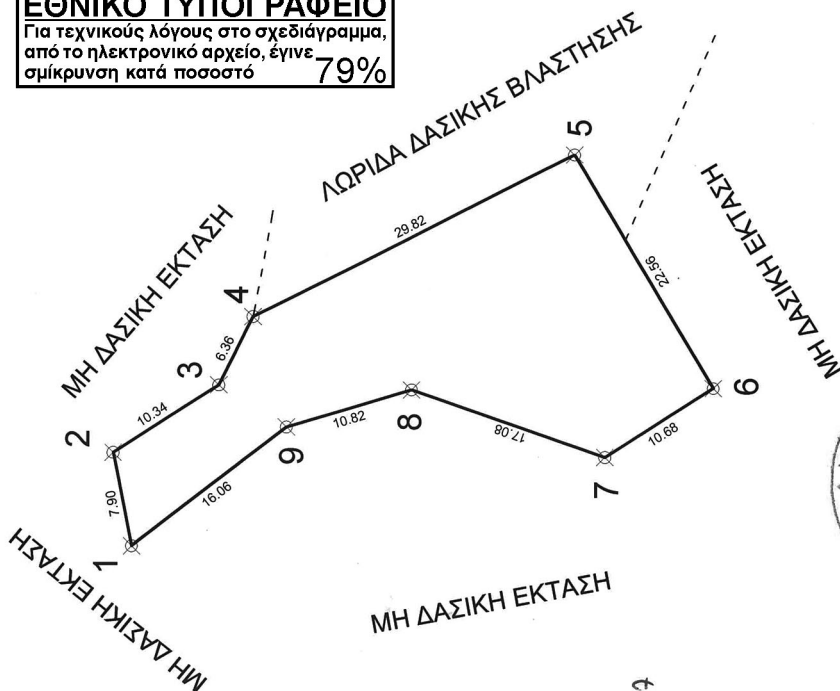 ΕΘΝΙΚΟ ΤΥΠΟΓΡΑΦΕΙΟ
Για τεχνικούς λόγους στο σχεδιάγραμμα,
από το ηλεκτρονικό αρχείο, έγινε
σμίκρυνση κατά ποσοστό 79%
ΛΩΡΙΔΑ ΔΑΣΙΚΗΣ ΒΛΑΣΤΗΣΗΣ
ΜΗ ΔΑΣΙΚΗ ΕΚΤΑΣΗ
5
29.82
4
6.36
3
22.56
ΜΗ ΔΑΣΙΚΗ ΕΚΤΑΣΗ
10.34
2
7.90
1
16.06
9
10.82
8
17.08
7
10.68
6
ΜΗ ΔΑΣΙΚΗ ΕΚΤΑΣΗ
ΜΗ ΔΑΣΙΚΗ ΕΚΤΑΣΗ